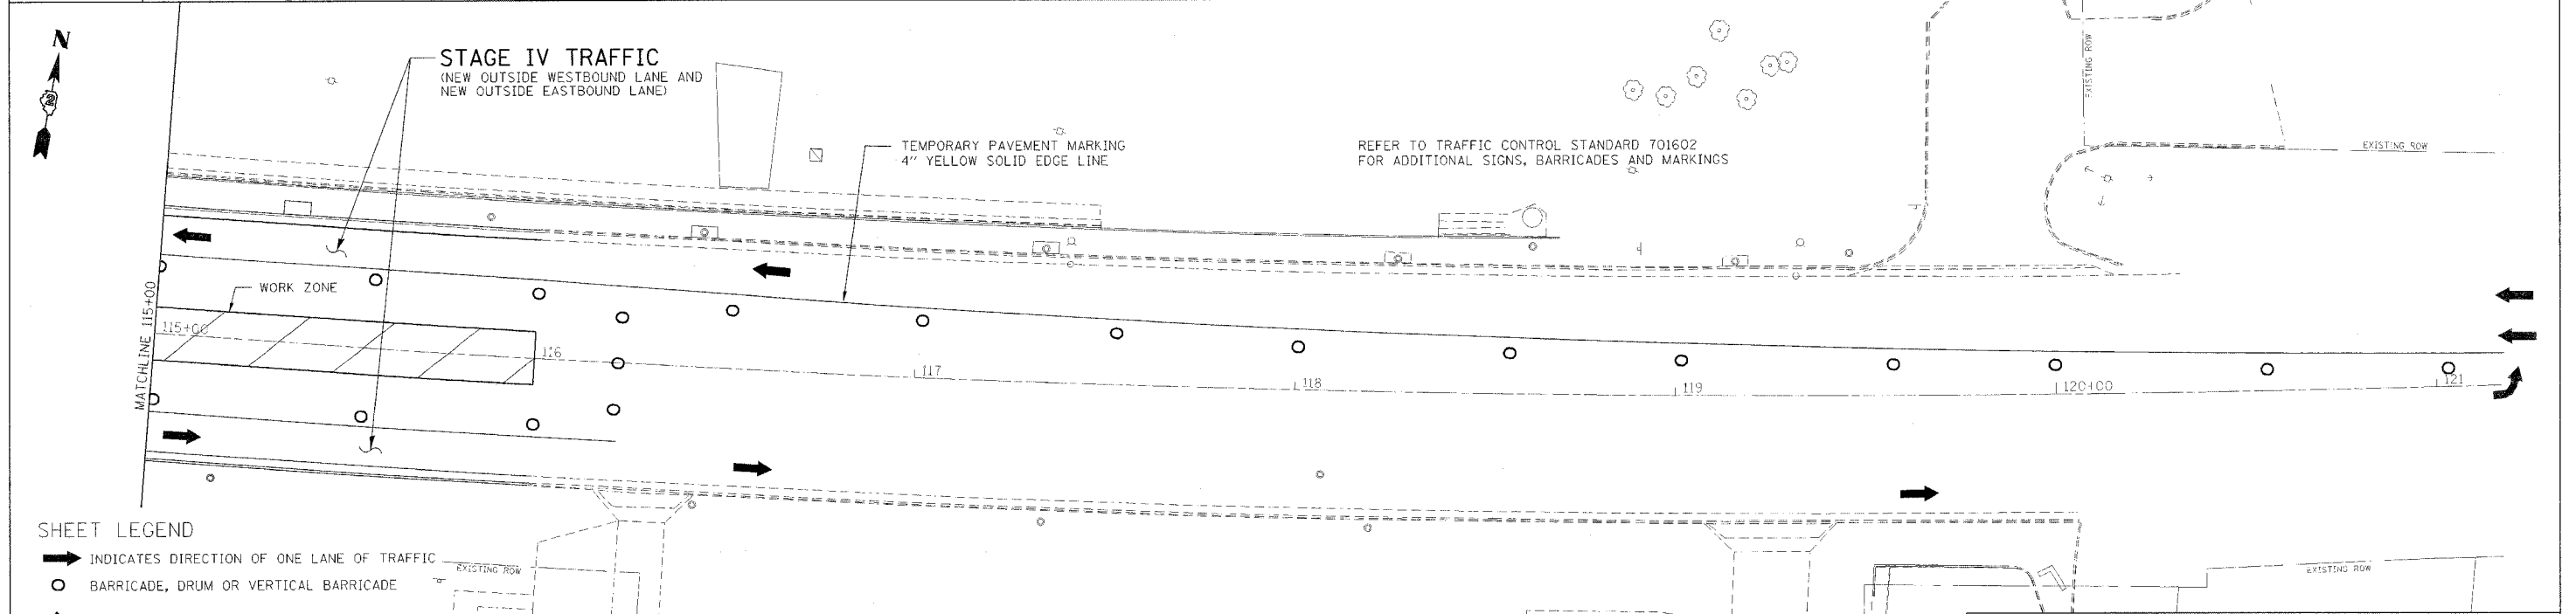 N
2
STAGE IV TRAFFIC
(NEW OUTSIDE WESTBOUND LANE AND
NEW OUTSIDE EASTBOUND LANE)
TEMPORARY PAVEMENT MARKING
4" YELLOW SOLID EDGE LINE
REFER TO TRAFFIC CONTROL STANDARD 701602
FOR ADDITIONAL SIGNS, BARRICADES AND MARKINGS
EXISTING ROW
EXISTING ROW
WORK ZONE
MATCHLINE 115+00
115+00
116
117
118
119
120+00
121
SHEET LEGEND
INDICATES DIRECTION OF ONE LANE OF TRAFFIC
BARRICADE, DRUM OR VERTICAL BARRICADE
EXISTING ROW
EXISTING ROW